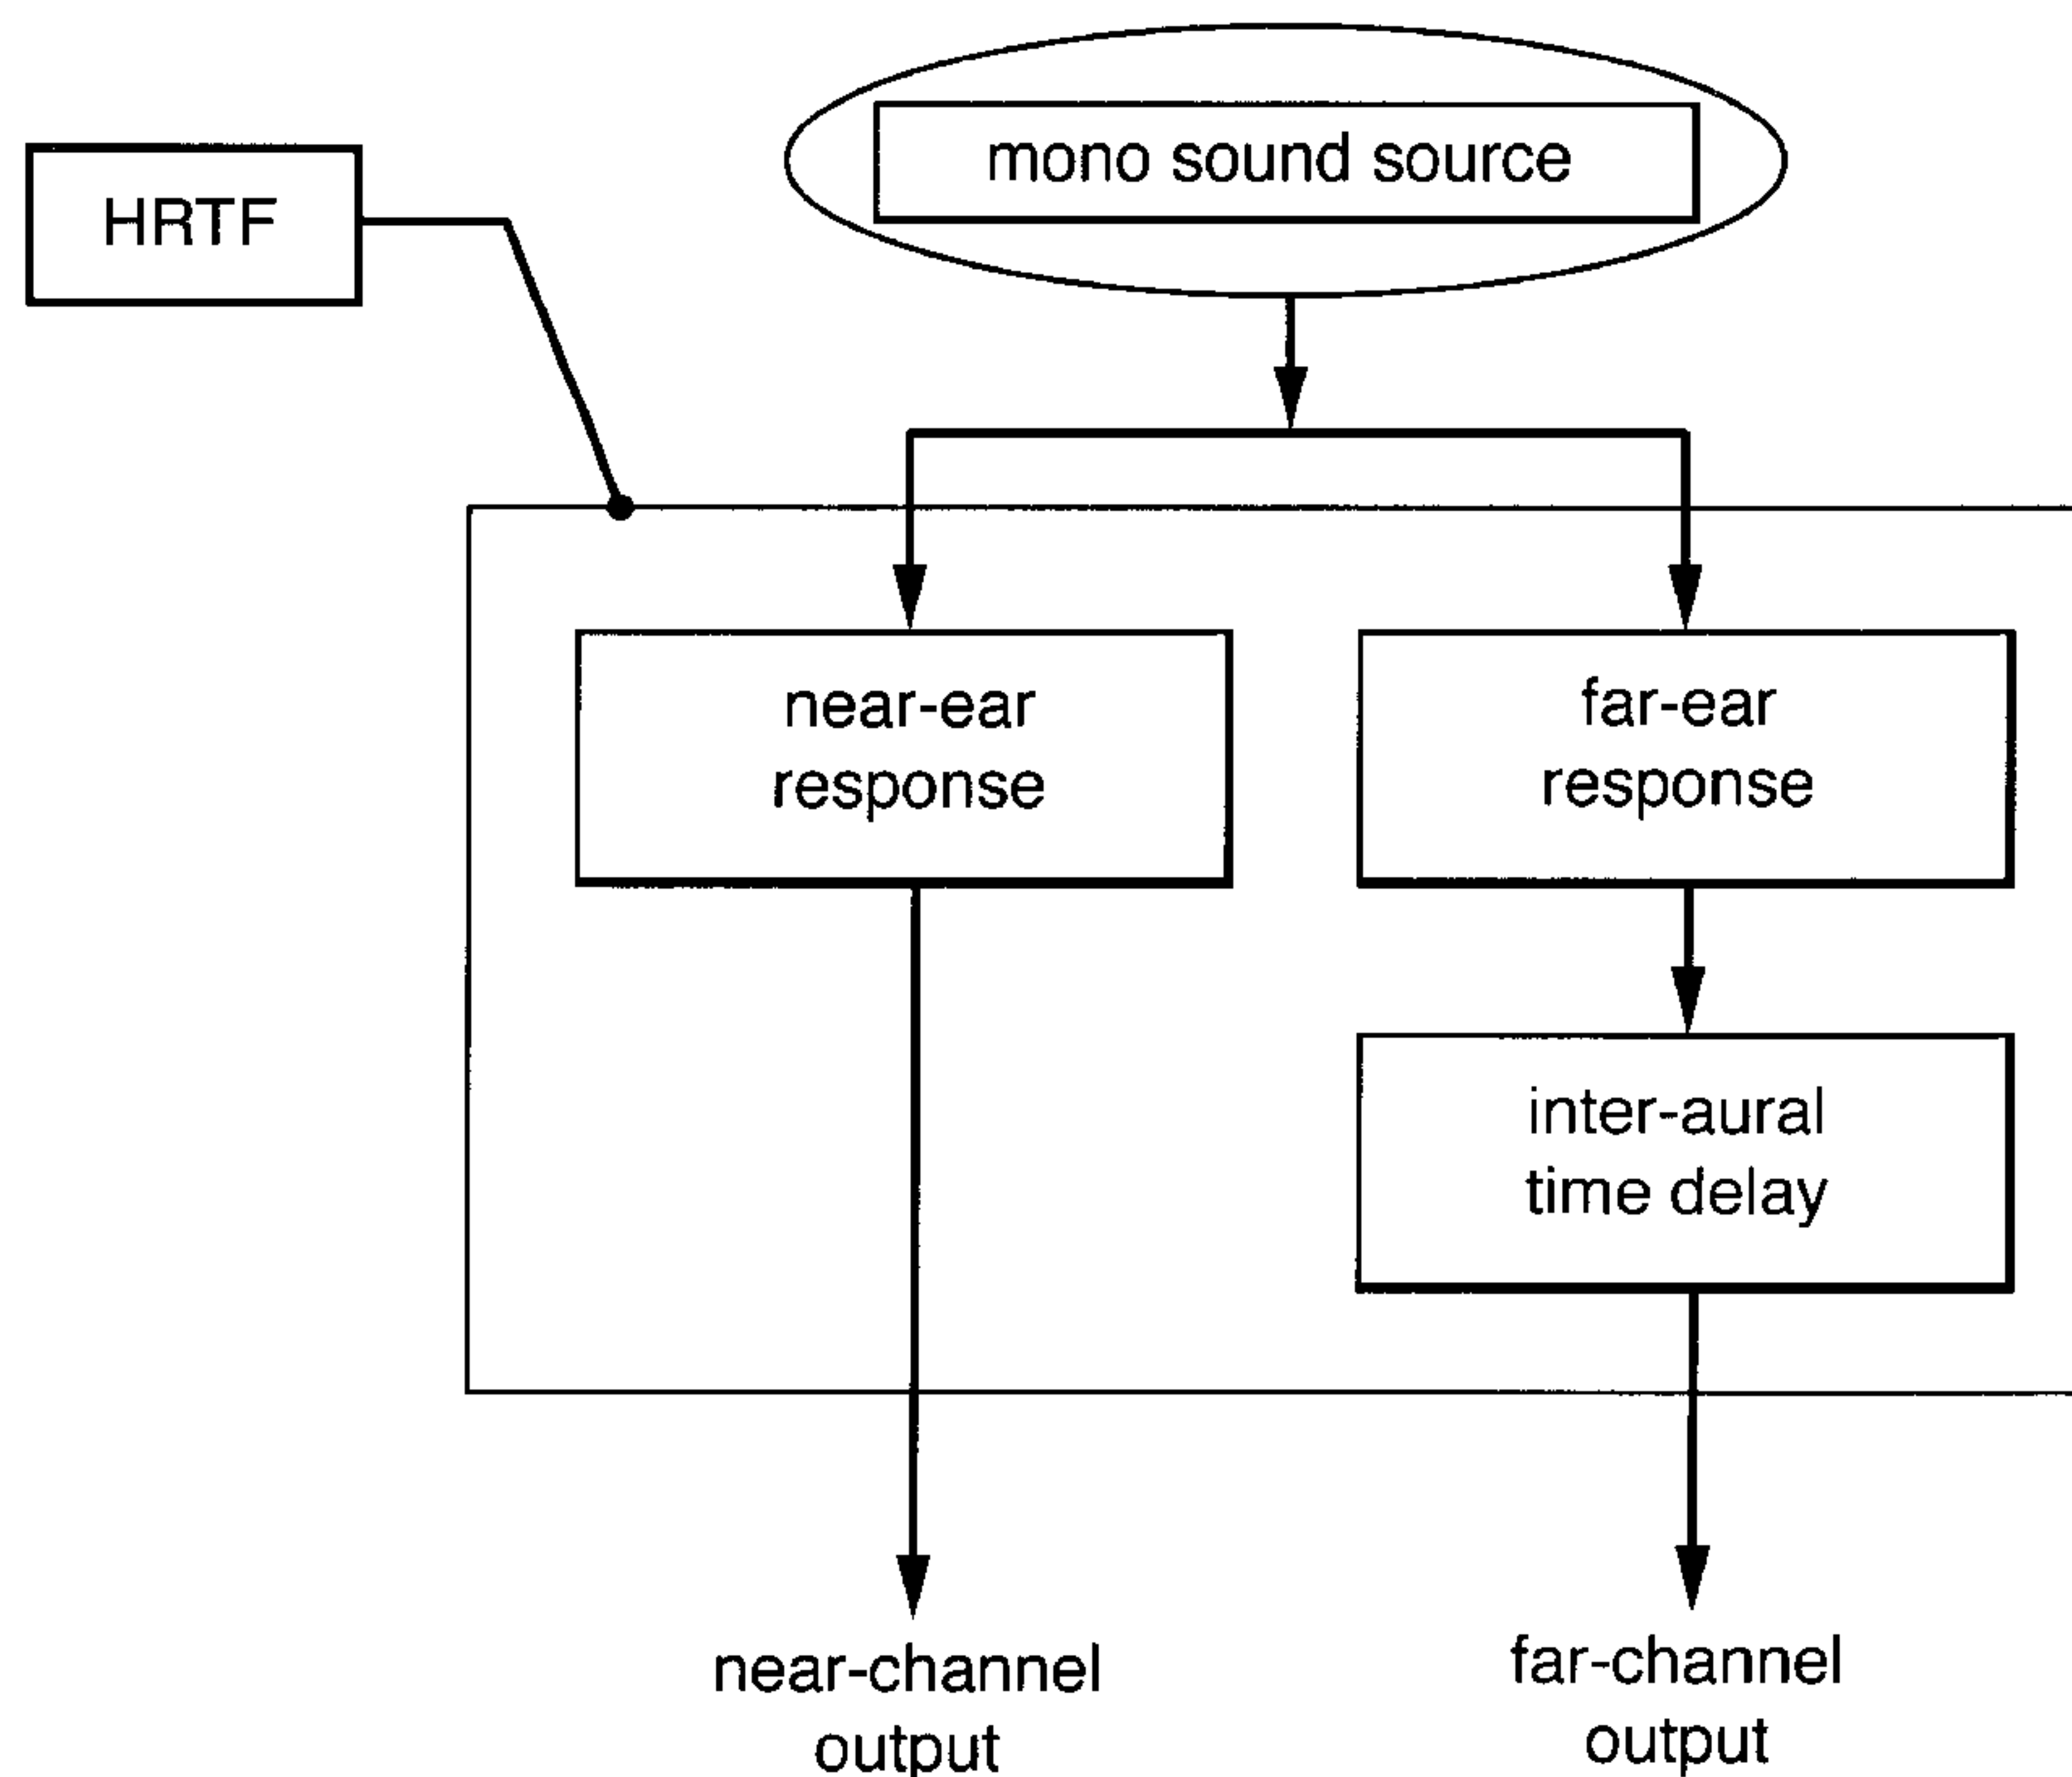 mono sound source
HRTF
near-ear
response
far-ear
response
inter-aural
time delay
near-channel
output
far-channel
output